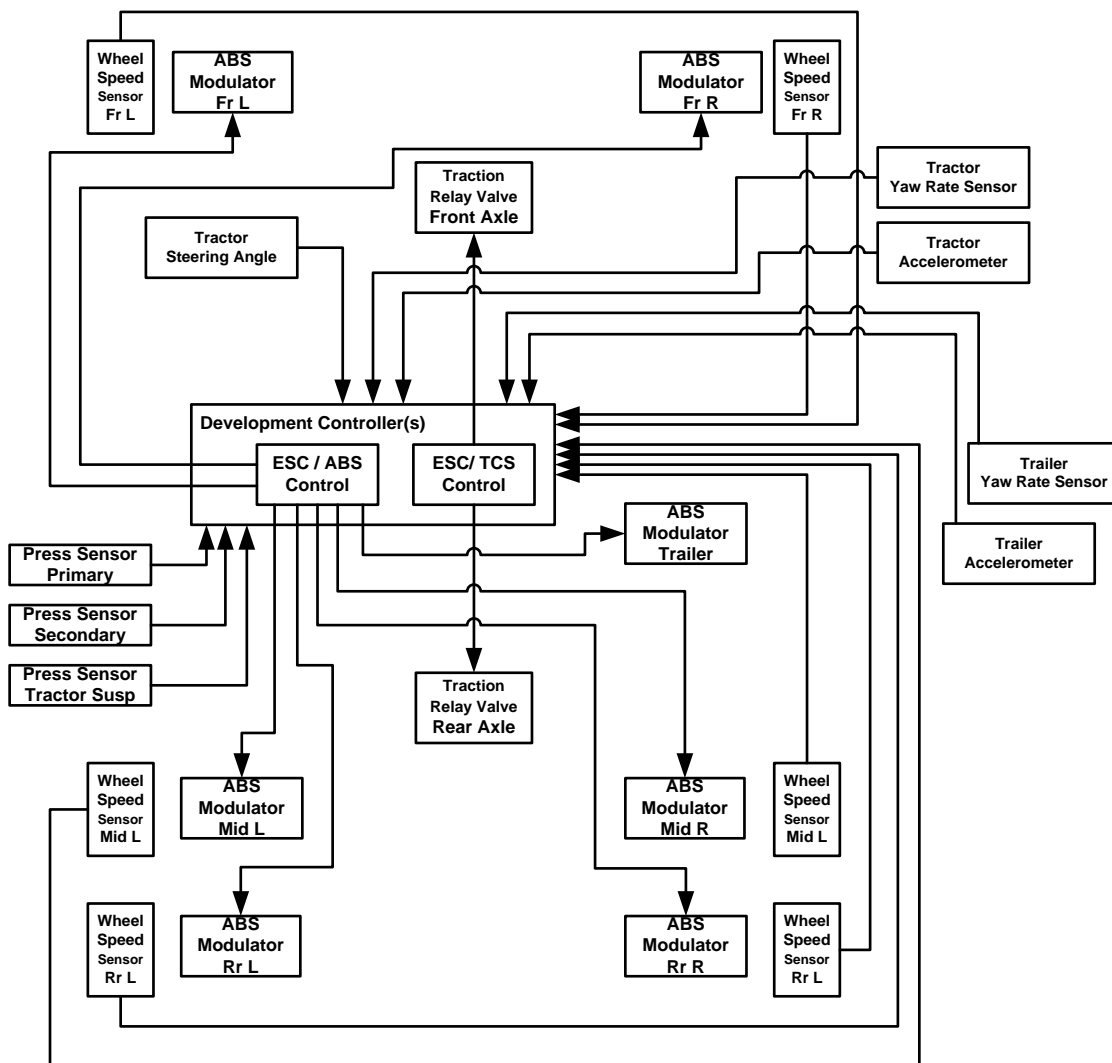 Wheel
Speed
Sensor
Fr L
ABS
Modulator
Fr L
ABS
Modulator
Fr R
Wheel
Speed
Sensor
Fr R
Traction
Relay Valve
Front Axle
Tractor
Yaw Rate Sensor
Tractor
Steering Angle
Tractor
Accelerometer
Development Controller(s)
ESC / ABS
Control
ESC/ TCS
Control
Trailer
Yaw Rate Sensor
ABS
Modulator
Trailer
Trailer
Accelerometer
Press Sensor
Primary
Press Sensor
Secondary
Press Sensor
Tractor Susp
Traction
Relay Valve
Rear Axle
Wheel
Speed
Sensor
Mid L
ABS
Modulator
Mid L
ABS
Modulator
Mid R
Wheel
Speed
Sensor
Mid L
Wheel
Speed
Sensor
Rr L
ABS
Modulator
Rr L
ABS
Modulator
Rr R
Wheel
Speed
Sensor
Rr L